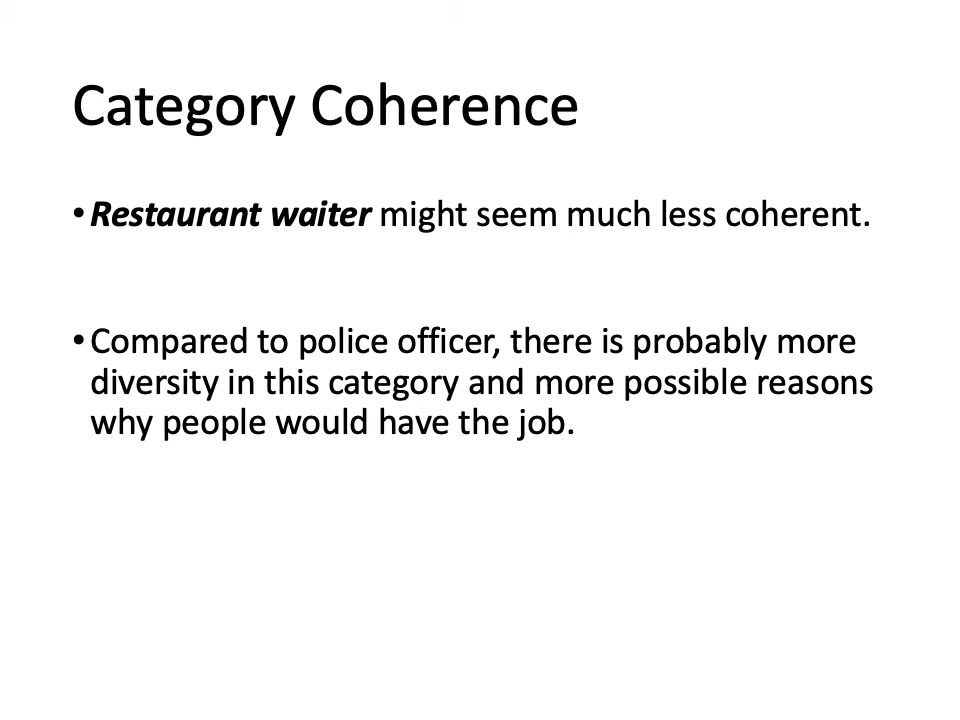 Category Coherence
•Restaurant waiter might seem much less coherent.
•Compared to police officer, there is probably more
diversity in this category and more possible reasons
why people would have the job.